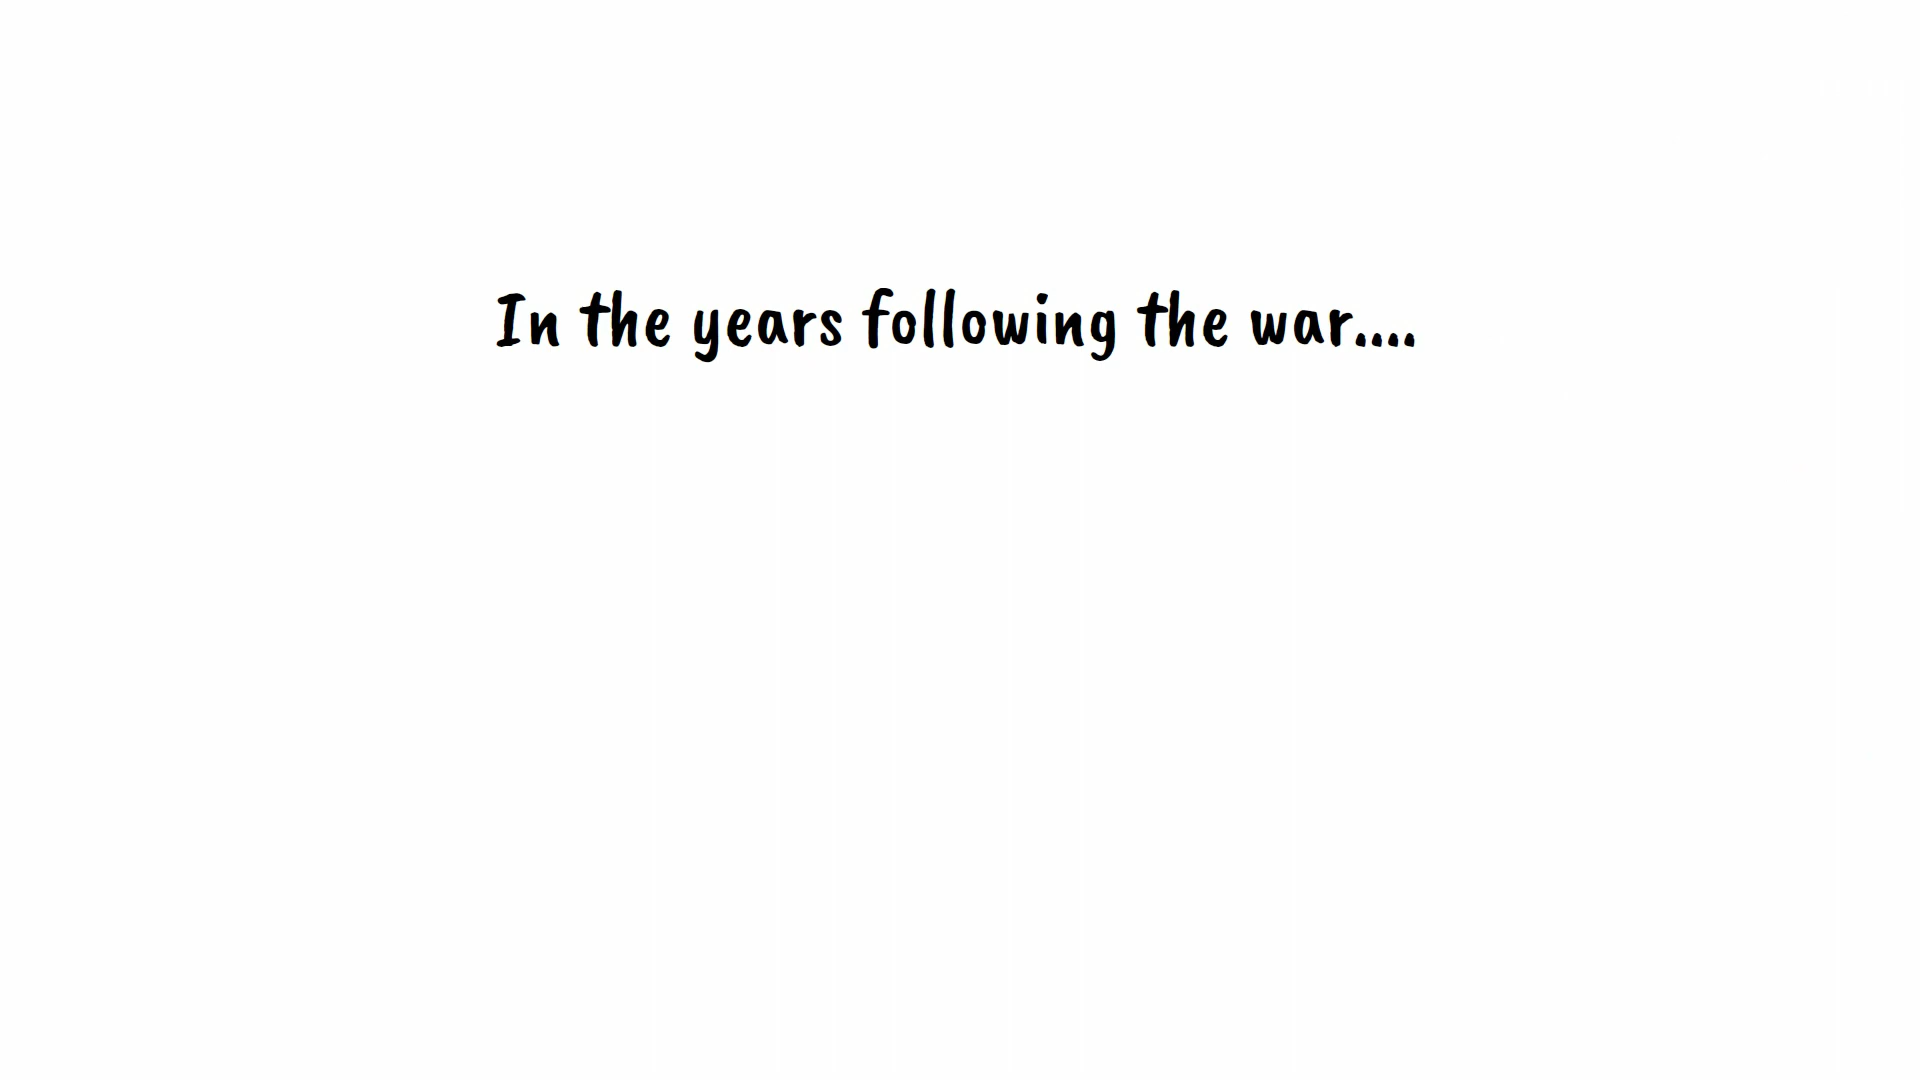 In the years following the war....